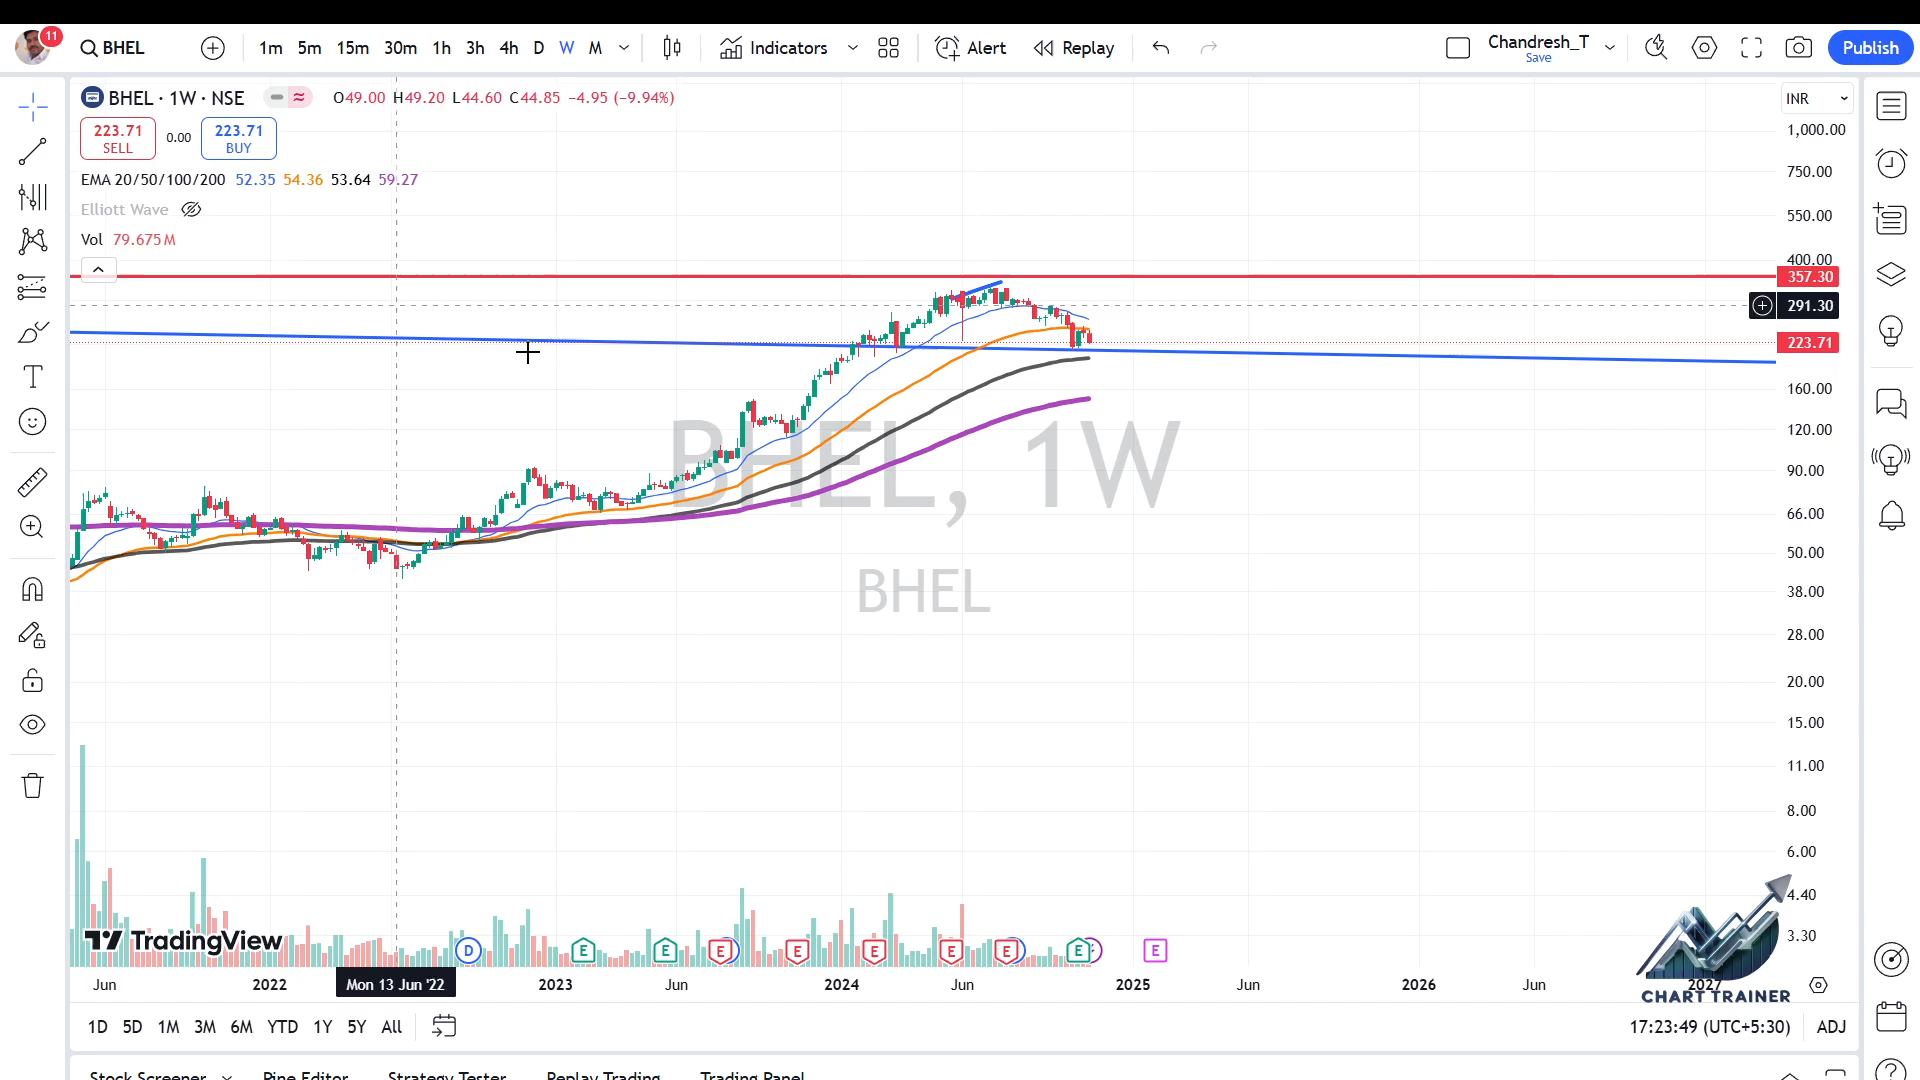 11
BHEL
1m 5m 15m 30m 1h 3h 4h D W M
Indicators
Alert
Replay
Chandresh_T
Save
Publish
BHEL · 1W · NSE
O49.00 H49.20 L44.60 C44.85 −4.95 (−9.94%)
INR
223.71
SELL
0.00
223.71
BUY
EMA 20/50/100/200 52.35 54.36 53.64 59.27
Elliott Wave
Vol 79.675M
1,000.00
750.00
550.00
400.00
357.30
291.30
223.71
160.00
120.00
90.00
66.00
50.00
38.00
28.00
20.00
15.00
11.00
8.00
6.00
4.40
3.30
BHEL, 1W
BHEL
TradingView
D E E E E E E E E E
CHART TRAINER
Jun 2022 Mon 13 Jun '22 2023 Jun 2024 Jun 2025 Jun 2026 Jun 2027
1D 5D 1M 3M 6M YTD 1Y 5Y All
17:23:49 (UTC+5:30) ADJ
Stock Screener Pine Editor Strategy Tester Replay Trading Trading Panel